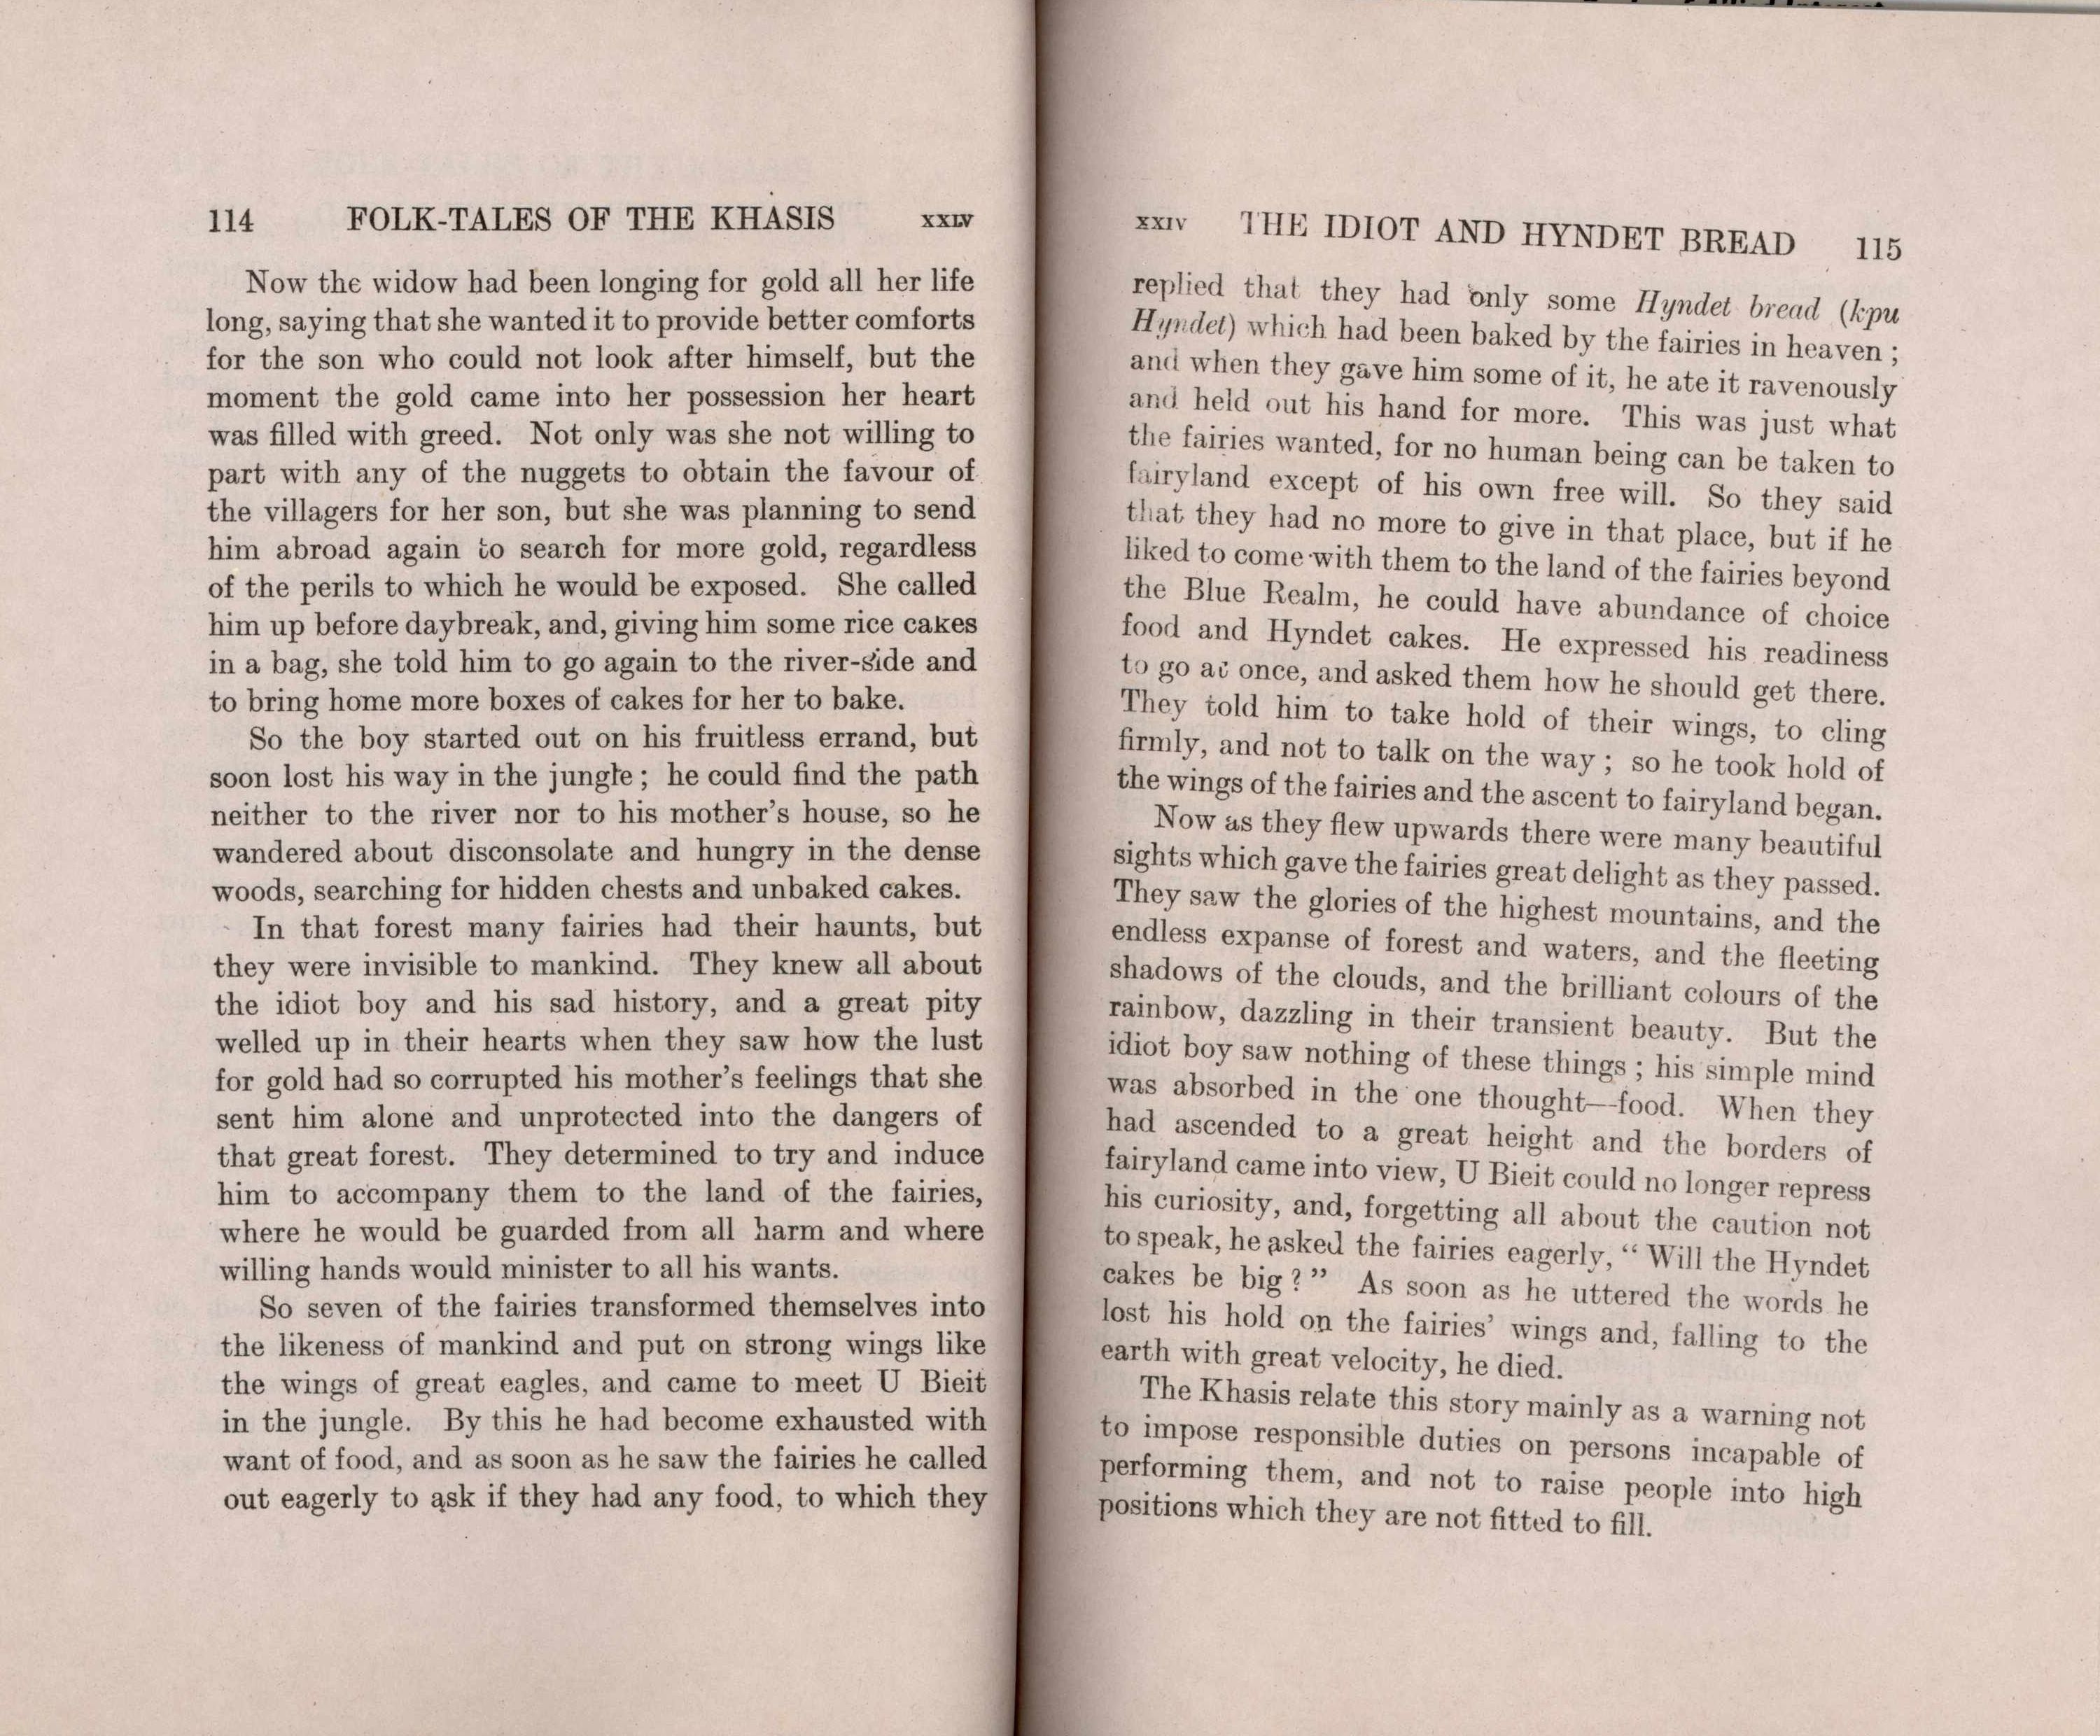 114 FOLK-TALES OF THE KHASIS XXIV
Now the widow had been longing for gold all her life
long, saying that she wanted it to provide better comforts
for the son who could not look after himself, but the
moment the gold came into her possession her heart
was filled with greed. Not only was she not willing to
part with any of the nuggets to obtain the favour of
the villagers for her son, but she was planning to send
him abroad again to search for more gold, regardless
of the perils to which he would be exposed. She called
him up before daybreak, and, giving him some rice cakes
in a bag, she told him to go again to the river-side and
to bring home more boxes of cakes for her to bake.
So the boy started out on his fruitless errand, but
soon lost his way in the jungle ; he could find the path
neither to the river nor to his mother's house, so he
wandered about disconsolate and hungry in the dense
woods, searching for hidden chests and unbaked cakes.
In that forest many fairies had their haunts, but
they were invisible to mankind. They knew all about
the idiot boy and his sad history, and a great pity
welled up in their hearts when they saw how the lust
for gold had so corrupted his mother's feelings that she
sent him alone and unprotected into the dangers of
that great forest. They determined to try and induce
him to accompany them to the land of the fairies,
where he would be guarded from all harm and where
willing hands would minister to all his wants.
So seven of the fairies transformed themselves into
the likeness of mankind and put on strong wings like
the wings of great eagles, and came to meet U Bieit
in the jungle. By this he had become exhausted with
want of food, and as soon as he saw the fairies he called
out eagerly to ask if they had any food, to which they
XXIV THE IDIOT AND HYNDET BREAD 115
replied that they had only some Hyndet bread (kpu
Hyndet) which had been baked by the fairies in heaven ;
and when they gave him some of it, he ate it ravenously
and held out his hand for more. This was just what
the fairies wanted, for no human being can be taken to
fairyland except of his own free will. So they said
that they had no more to give in that place, but if he
liked to come with them to the land of the fairies beyond
the Blue Realm, he could have abundance of choice
food and Hyndet cakes. He expressed his readiness
to go at once, and asked them how he should get there.
They told him to take hold of their wings, to cling
firmly, and not to talk on the way ; so he took hold of
the wings of the fairies and the ascent to fairyland began.
Now as they flew upwards there were many beautiful
sights which gave the fairies great delight as they passed.
They saw the glories of the highest mountains, and the
endless expanse of forest and waters, and the fleeting
shadows of the clouds, and the brilliant colours of the
rainbow, dazzling in their transient beauty. But the
idiot boy saw nothing of these things ; his simple mind
was absorbed in the one thought—food. When they
had ascended to a great height and the borders of
fairyland came into view, U Bieit could no longer repress
his curiosity, and, forgetting all about the caution not
to speak, he asked the fairies eagerly, “ Will the Hyndet
cakes be big ? ” As soon as he uttered the words he
lost his hold on the fairies' wings and, falling to the
earth with great velocity, he died.
The Khasis relate this story mainly as a warning not
to impose responsible duties on persons incapable of
performing them, and not to raise people into high
positions which they are not fitted to fill.